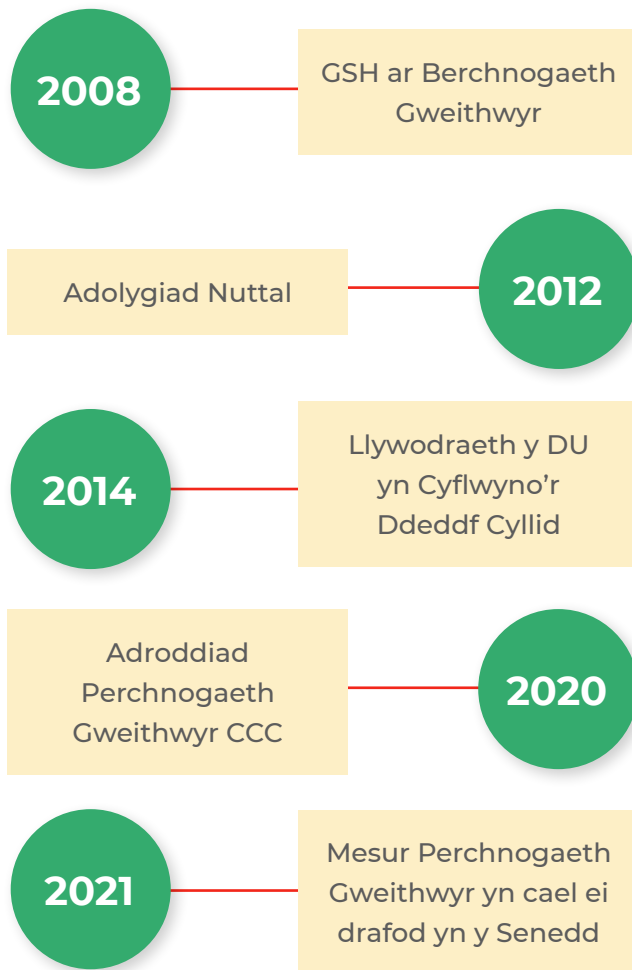 2008
GSH ar Berchnogaeth
Gweithwyr
Adolygiad Nuttal
2012
2014
Llywodraeth y DU
yn Cyflwyno’r
Ddeddf Cyllid
Adroddiad
Perchnogaeth
Gweithwyr CCC
2020
2021
Mesur Perchnogaeth
Gweithwyr yn cael ei
drafod yn y Senedd